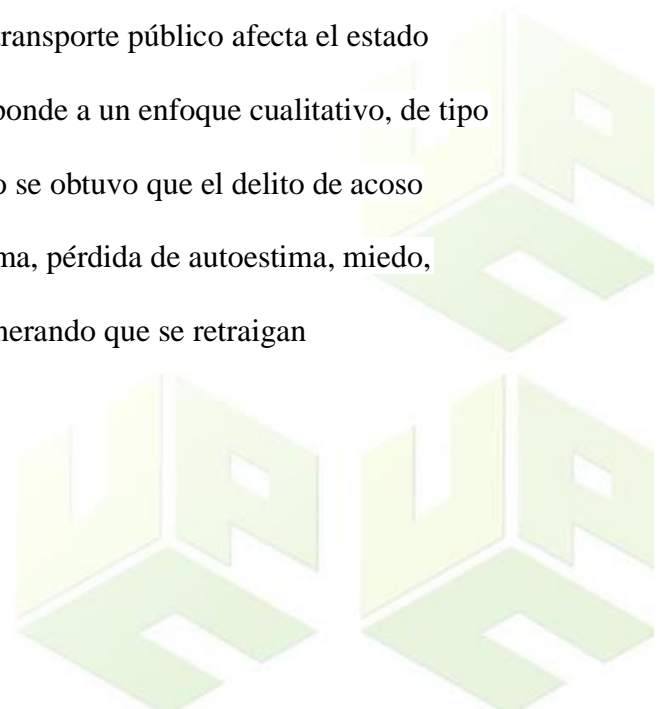 transporte público afecta el estado
ponde a un enfoque cualitativo, de tipo
o se obtuvo que el delito de acoso
ma, pérdida de autoestima, miedo,
nerando que se retraigan